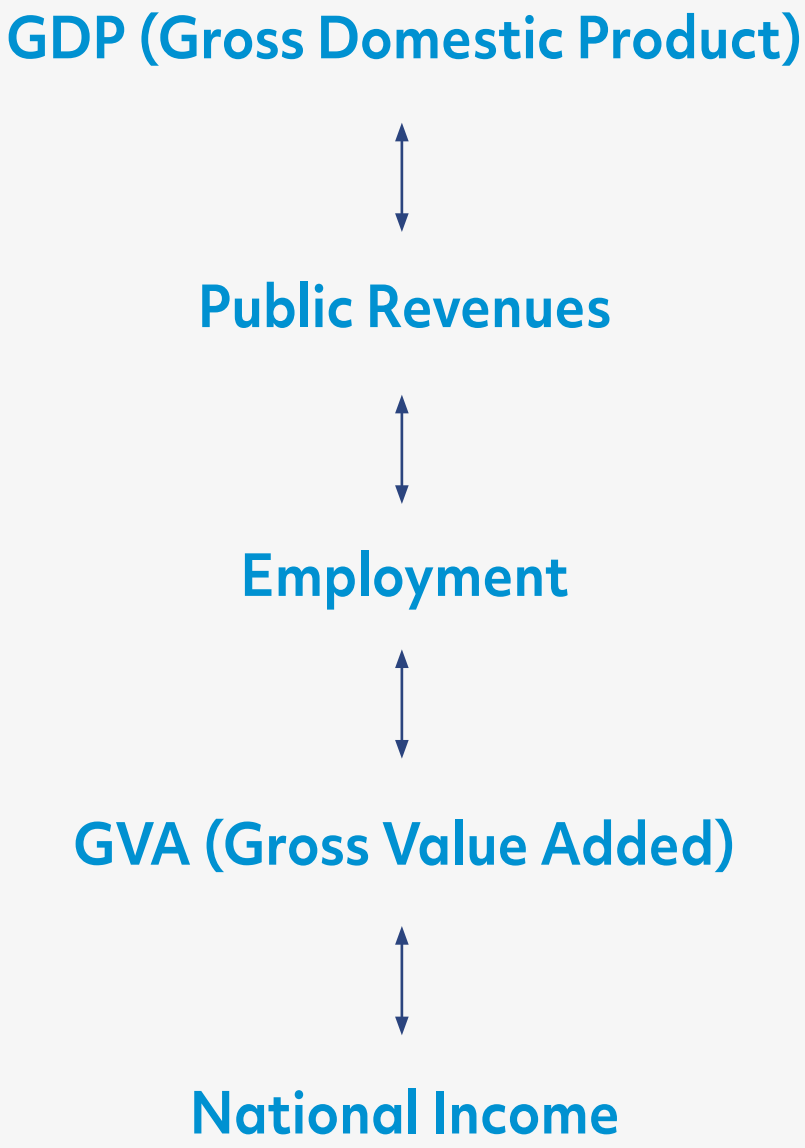 GDP (Gross Domestic Product)
Public Revenues
Employment
GVA (Gross Value Added)
National Income